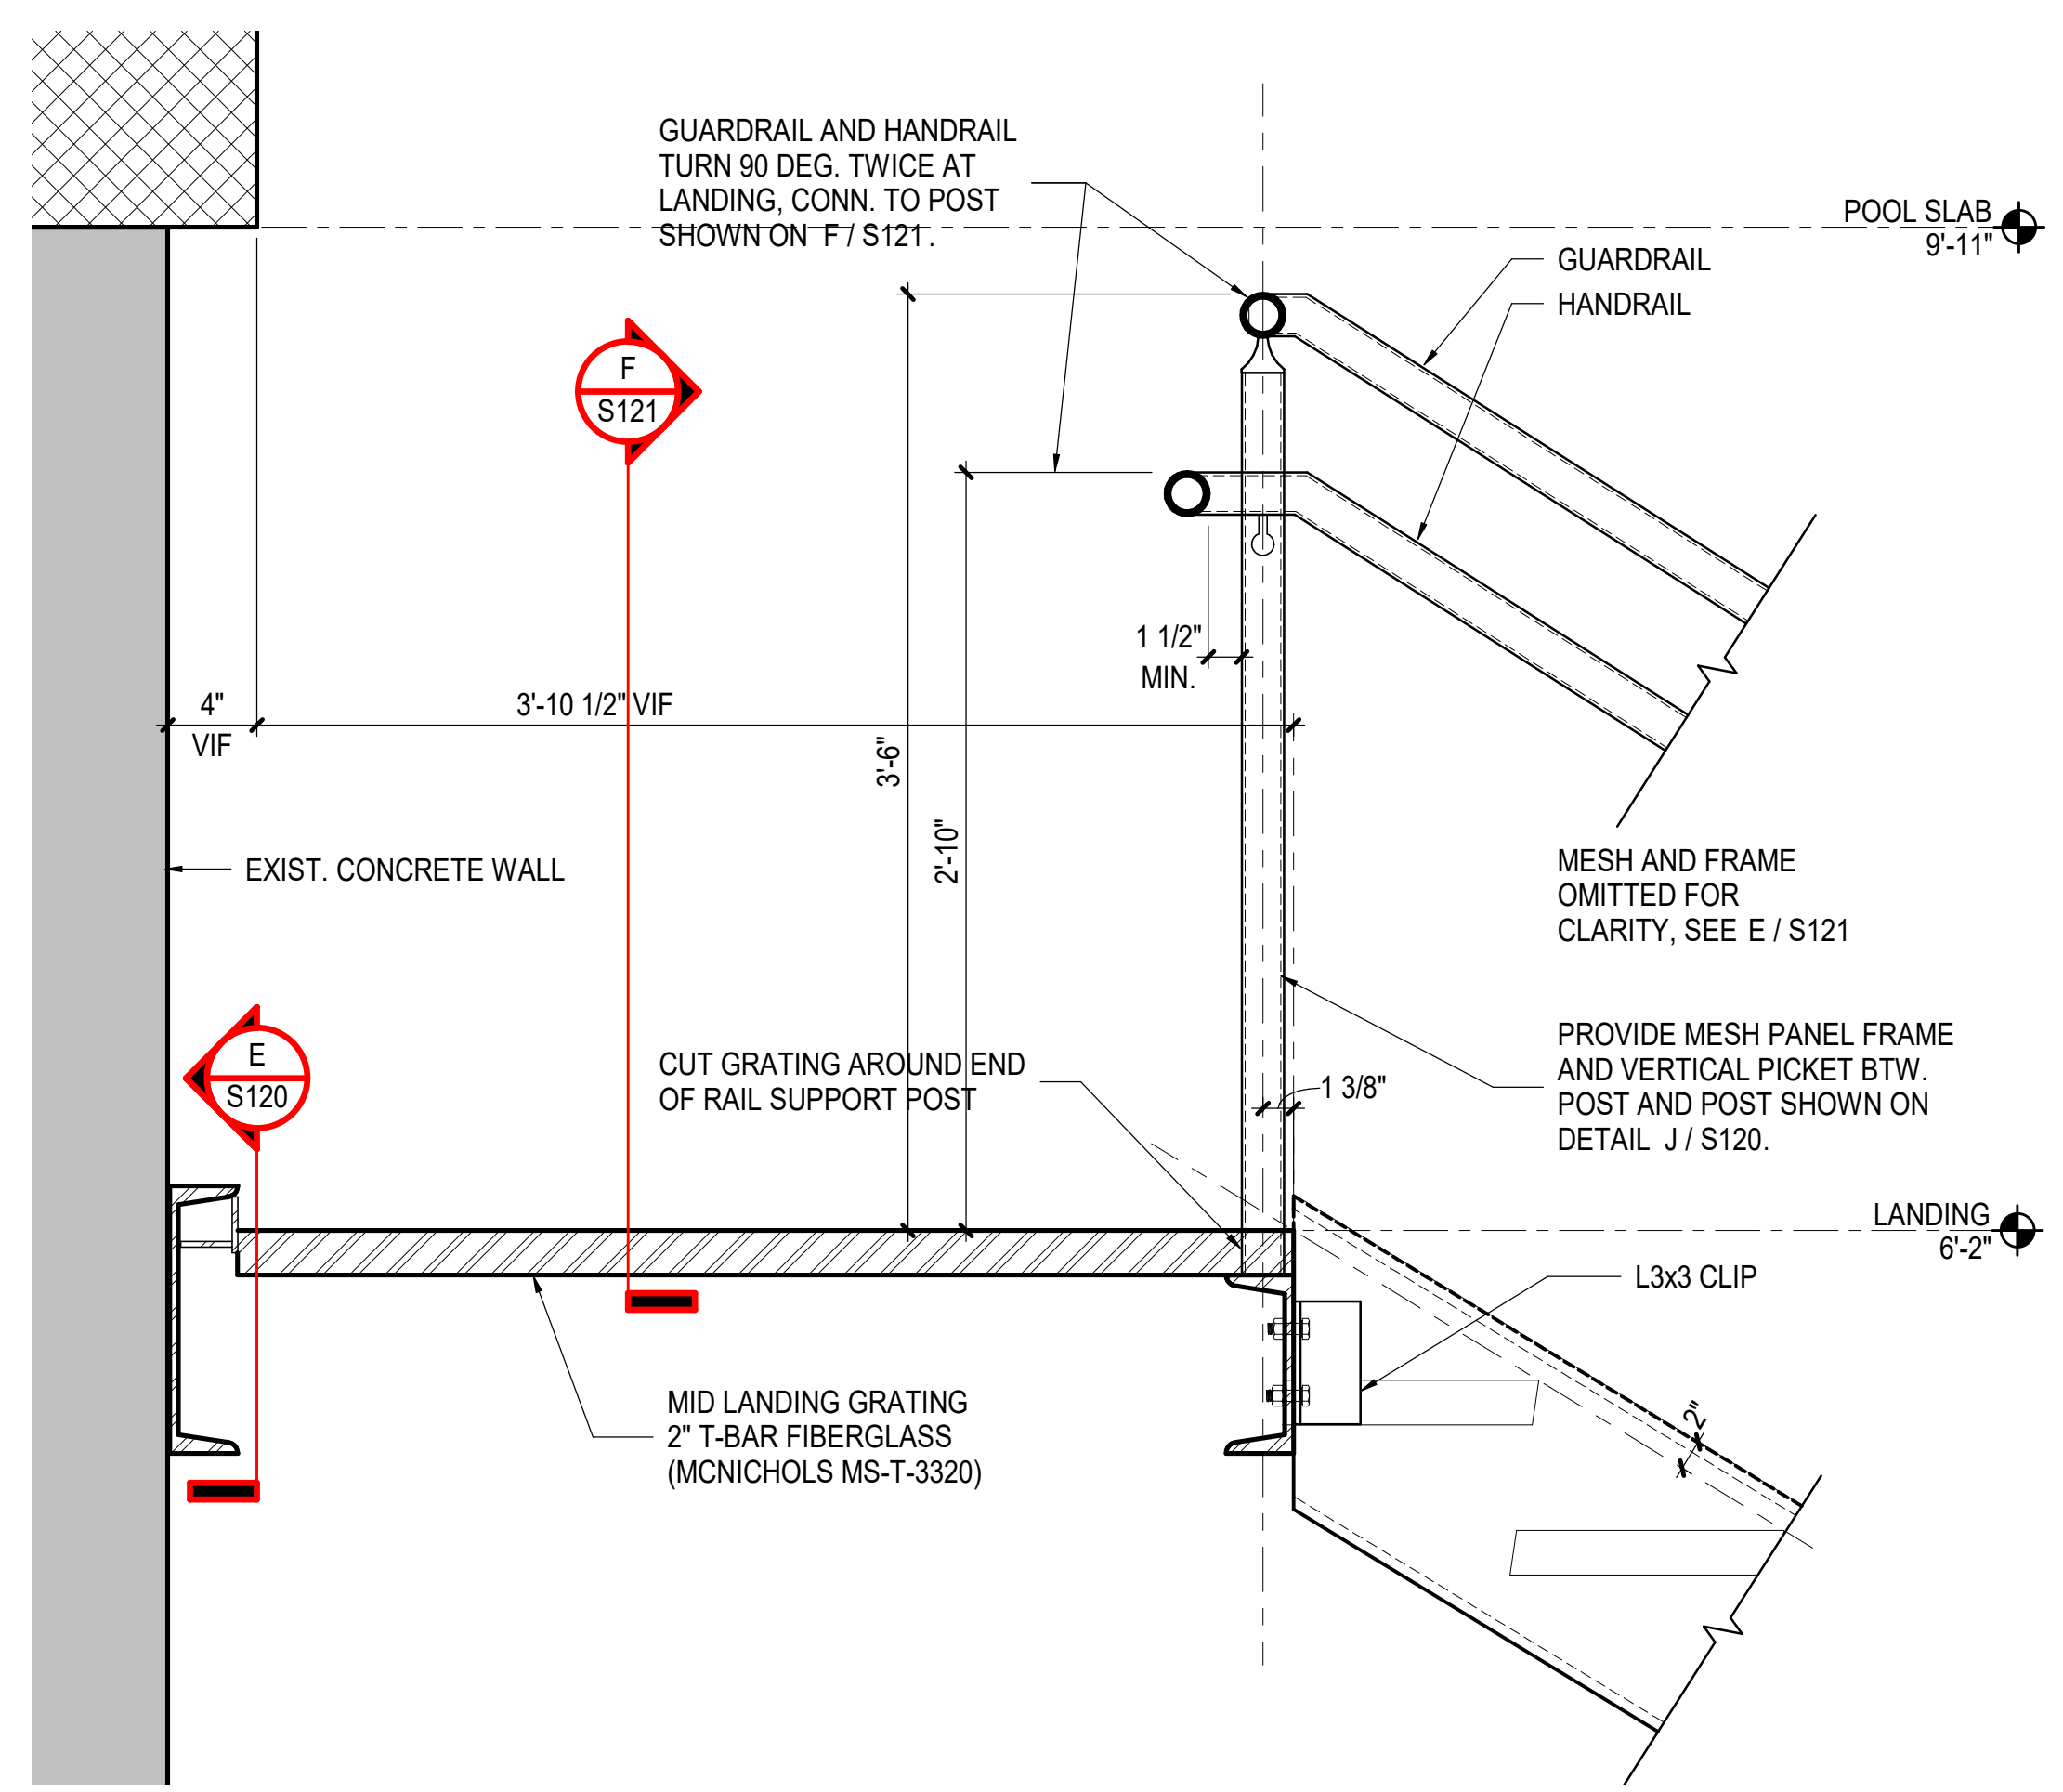 GUARDRAIL AND HANDRAIL
TURN 90 DEG. TWICE AT
LANDING, CONN. TO POST
SHOWN ON F / S121.
POOL SLAB
9'-11"
GUARDRAIL
HANDRAIL
F
S121
1 1/2"
MIN.
4"
VIF
3'-10 1/2" VIF
3'-6"
2'-10"
EXIST. CONCRETE WALL
MESH AND FRAME
OMITTED FOR
CLARITY, SEE E / S121
E
S120
CUT GRATING AROUND END
OF RAIL SUPPORT POST
1 3/8"
PROVIDE MESH PANEL FRAME
AND VERTICAL PICKET BTW.
POST AND POST SHOWN ON
DETAIL J / S120.
LANDING
6'-2"
L3x3 CLIP
MID LANDING GRATING
2" T-BAR FIBERGLASS
(MCNICHOLS MS-T-3320)
2"